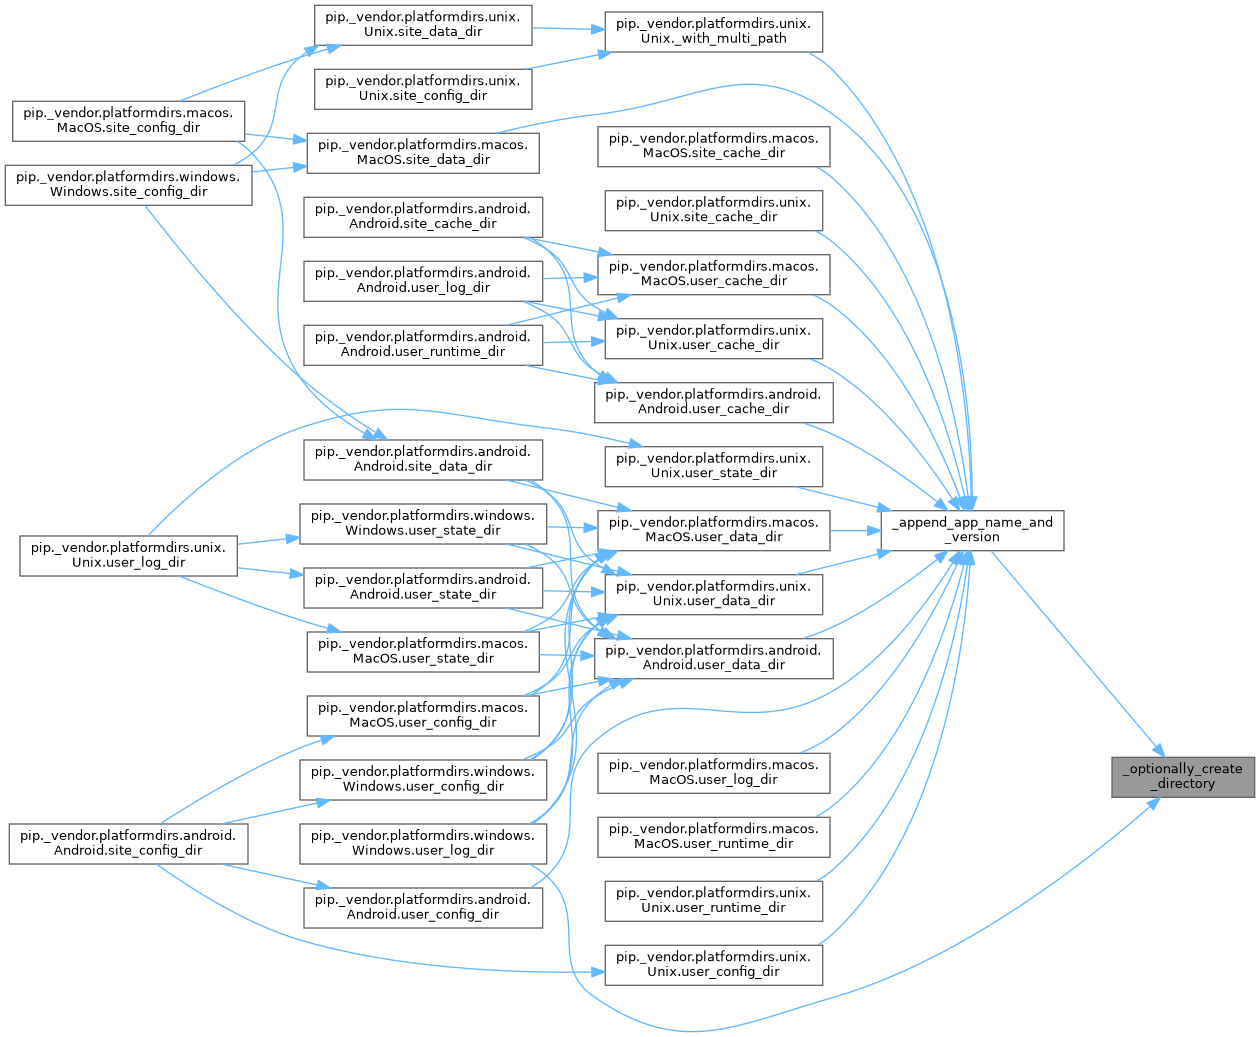 pip._vendor.platformdirs.unix.
Unix.site_data_dir
pip._vendor.platformdirs.unix.
Unix._with_multi_path
pip._vendor.platformdirs.unix.
Unix.site_config_dir
pip._vendor.platformdirs.macos.
MacOS.site_config_dir
pip._vendor.platformdirs.macos.
MacOS.site_data_dir
pip._vendor.platformdirs.macos.
MacOS.site_cache_dir
pip._vendor.platformdirs.windows.
Windows.site_config_dir
pip._vendor.platformdirs.android.
Android.site_cache_dir
pip._vendor.platformdirs.unix.
Unix.site_cache_dir
pip._vendor.platformdirs.android.
Android.user_log_dir
pip._vendor.platformdirs.macos.
MacOS.user_cache_dir
pip._vendor.platformdirs.android.
Android.user_runtime_dir
pip._vendor.platformdirs.unix.
Unix.user_cache_dir
pip._vendor.platformdirs.android.
Android.user_cache_dir
pip._vendor.platformdirs.android.
Android.site_data_dir
pip._vendor.platformdirs.unix.
Unix.user_state_dir
pip._vendor.platformdirs.windows.
Windows.user_state_dir
pip._vendor.platformdirs.macos.
MacOS.user_data_dir
_append_app_name_and
_version
pip._vendor.platformdirs.unix.
Unix.user_log_dir
pip._vendor.platformdirs.android.
Android.user_state_dir
pip._vendor.platformdirs.unix.
Unix.user_data_dir
pip._vendor.platformdirs.macos.
MacOS.user_state_dir
pip._vendor.platformdirs.android.
Android.user_data_dir
pip._vendor.platformdirs.macos.
MacOS.user_config_dir
pip._vendor.platformdirs.windows.
Windows.user_config_dir
pip._vendor.platformdirs.macos.
MacOS.user_log_dir
_optionally_create
_directory
pip._vendor.platformdirs.android.
Android.site_config_dir
pip._vendor.platformdirs.windows.
Windows.user_log_dir
pip._vendor.platformdirs.macos.
MacOS.user_runtime_dir
pip._vendor.platformdirs.android.
Android.user_config_dir
pip._vendor.platformdirs.unix.
Unix.user_runtime_dir
pip._vendor.platformdirs.unix.
Unix.user_config_dir